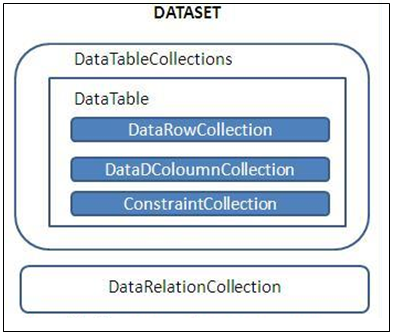 DATASET
DataTableCollections
DataTable
DataRowCollection
DataDColoumnCollection
ConstraintCollection
DataRelationCollection